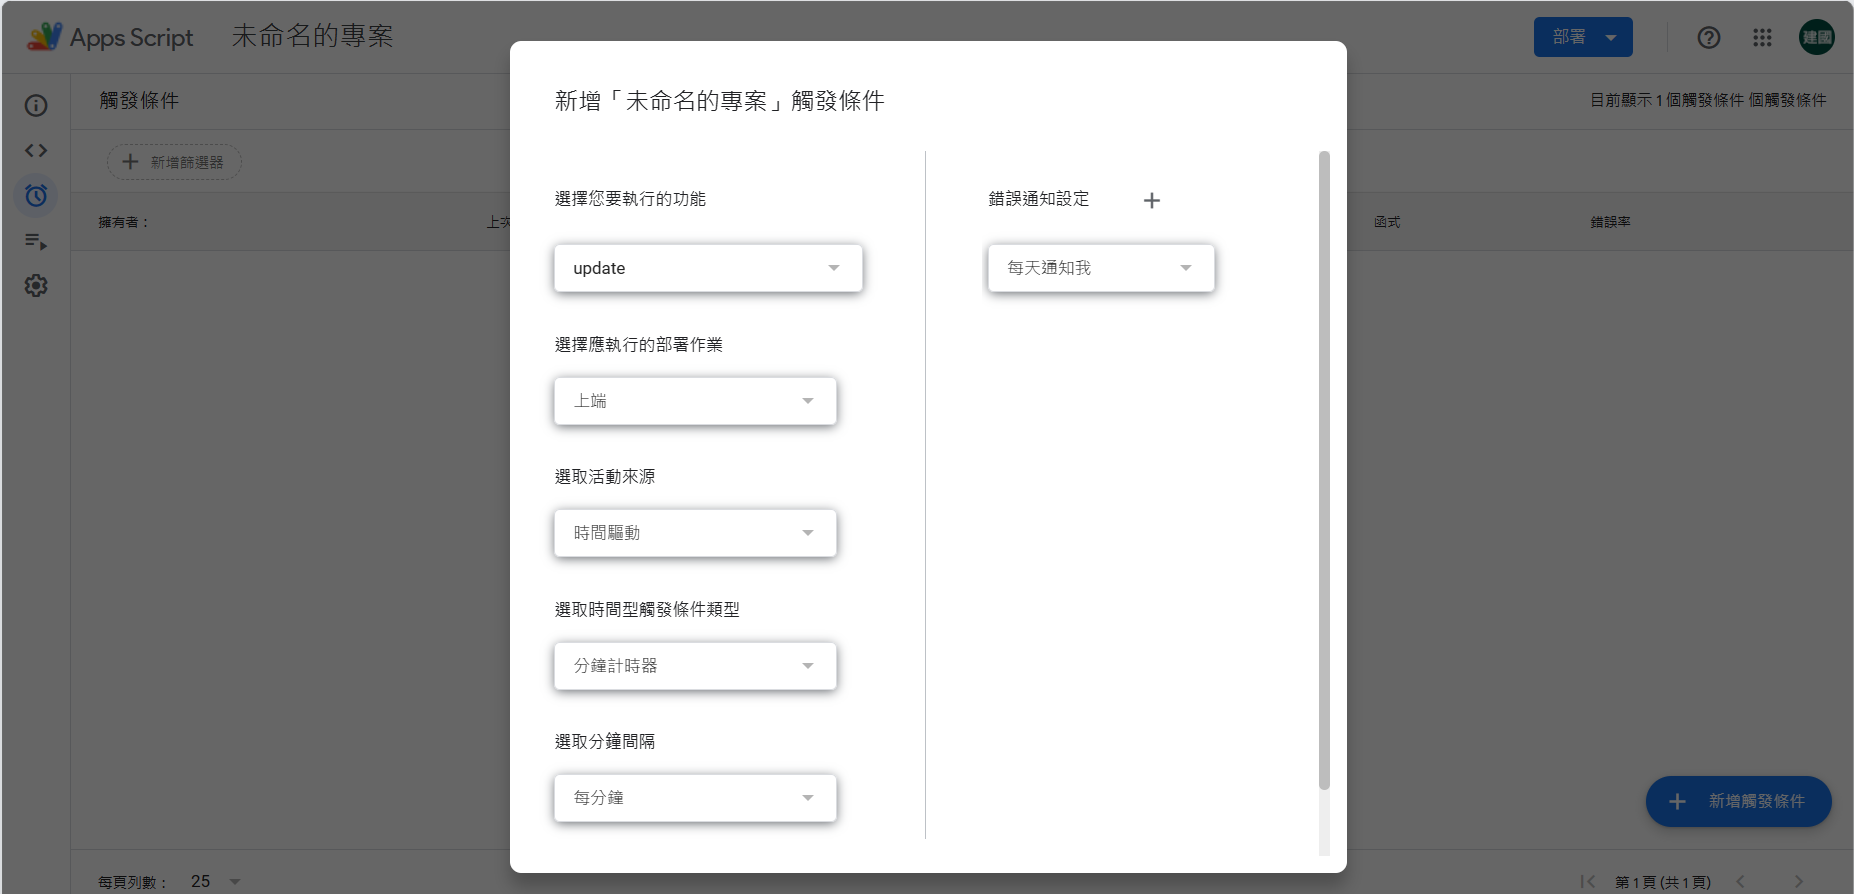 Apps Script 未命名的專案
部署
建國
觸發條件
目前顯示 1 個觸發條件 個觸發條件
新增篩選器
擁有者：
上次
函式
錯誤率
新增「未命名的專案」觸發條件
選擇您要執行的功能
update
選擇應執行的部署作業
上端
選取活動來源
時間驅動
選取時間型觸發條件類型
分鐘計時器
選取分鐘間隔
每分鐘
錯誤通知設定
每天通知我
新增觸發條件
每頁列數： 25
第 1 頁 (共 1 頁)